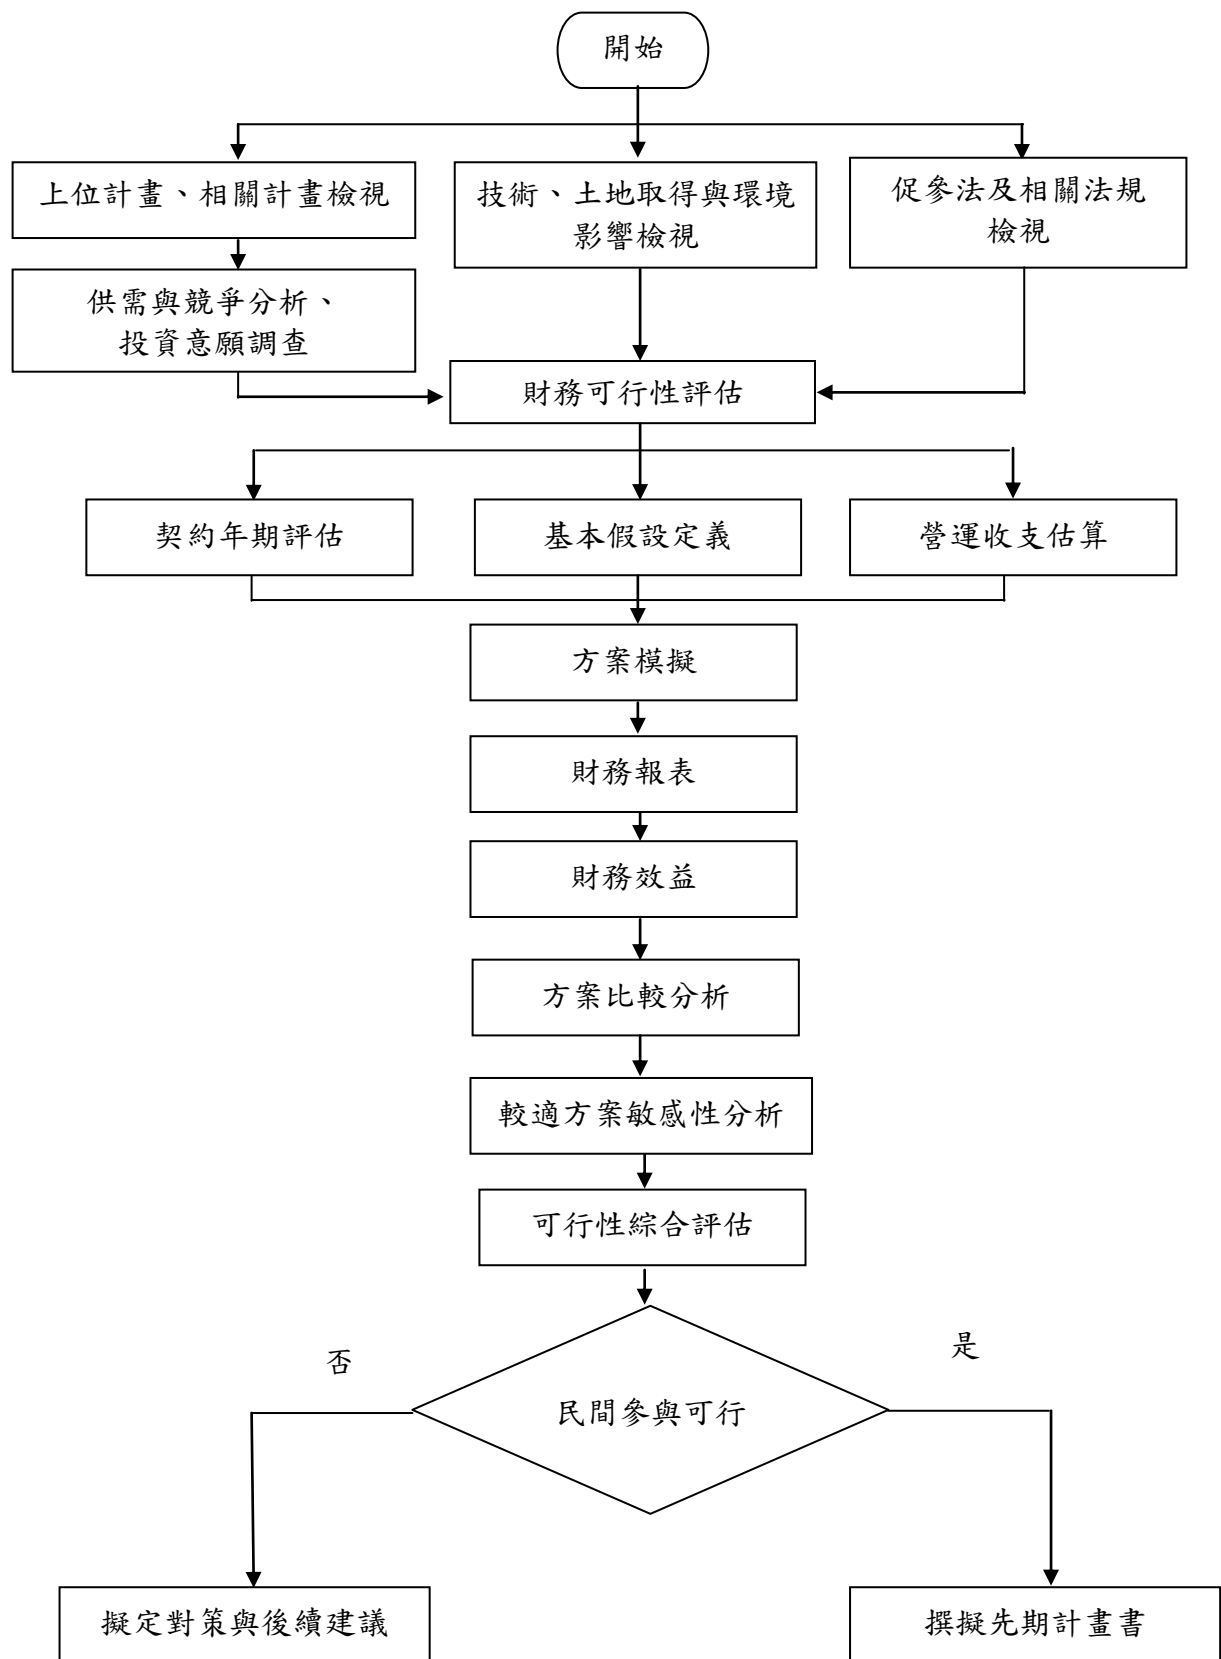 開始
上位計畫、相關計畫檢視
技術、土地取得與環境
影響檢視
促參法及相關法規
檢視
供需與競爭分析、
投資意願調查
財務可行性評估
契約年期評估
基本假設定義
營運收支估算
方案模擬
財務報表
財務效益
方案比較分析
較適方案敏感性分析
可行性綜合評估
否
是
民間參與可行
擬定對策與後續建議
撰擬先期計畫書